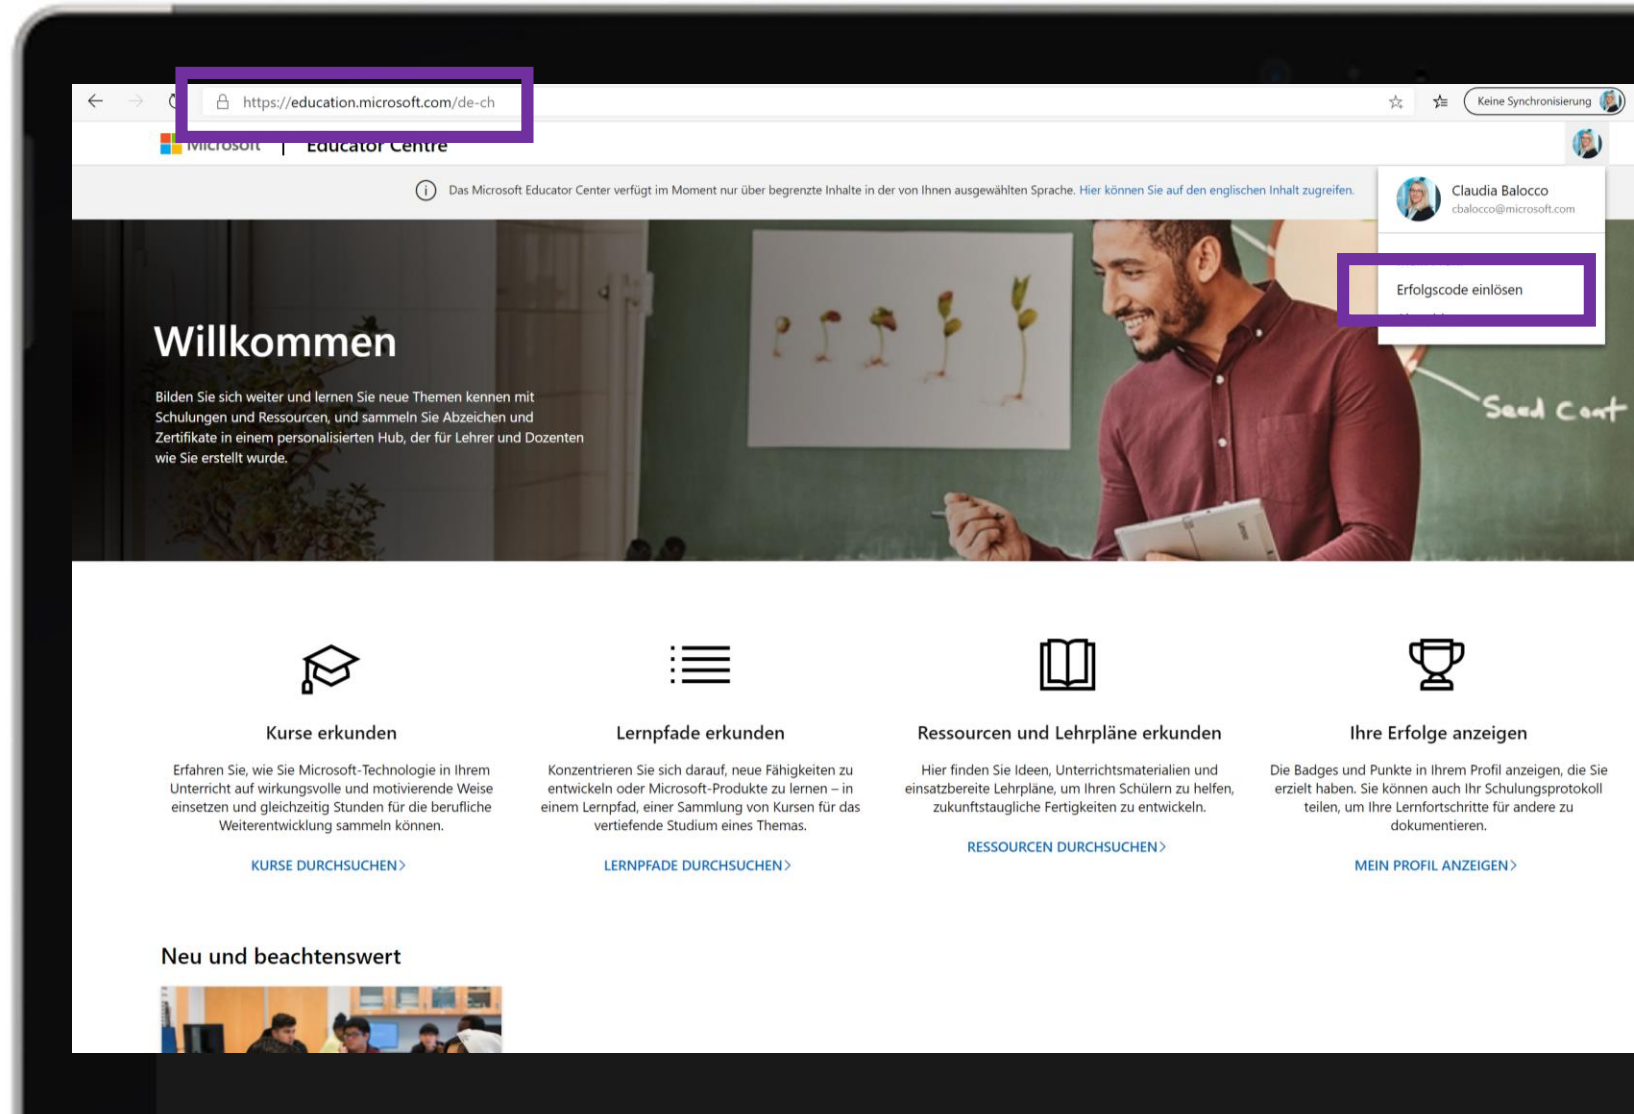 https://education.microsoft.com/de-ch
Keine Synchronisierung
Microsoft | Educator Centre
Das Microsoft Educator Center verfügt im Moment nur über begrenzte Inhalte in der von Ihnen ausgewählten Sprache. Hier können Sie auf den englischen Inhalt zugreifen.
Claudia Balocco
cbalocco@microsoft.com
Erfolgscode einlösen
Willkommen
Bilden Sie sich weiter und lernen Sie neue Themen kennen mit
Schulungen und Ressourcen, und sammeln Sie Abzeichen und
Zertifikate in einem personalisierten Hub, der für Lehrer und Dozenten
wie Sie erstellt wurde.
Seed Cont
Lenovo
Kurse erkunden
Erfahren Sie, wie Sie Microsoft-Technologie in Ihrem
Unterricht auf wirkungsvolle und motivierende Weise
einsetzen und gleichzeitig Stunden für die berufliche
Weiterentwicklung sammeln können.
KURSE DURCHSUCHEN>
Lernpfade erkunden
Konzentrieren Sie sich darauf, neue Fähigkeiten zu
entwickeln oder Microsoft-Produkte zu lernen – in
einem Lernpfad, einer Sammlung von Kursen für das
vertiefende Studium eines Themas.
LERNPFADE DURCHSUCHEN>
Ressourcen und Lehrpläne erkunden
Hier finden Sie Ideen, Unterrichtsmaterialien und
einsatzbereite Lehrpläne, um Ihren Schülern zu helfen,
zukunftstaugliche Fertigkeiten zu entwickeln.
RESSOURCEN DURCHSUCHEN>
Ihre Erfolge anzeigen
Die Badges und Punkte in Ihrem Profil anzeigen, die Sie
erzielt haben. Sie können auch Ihr Schulungsprotokoll
teilen, um Ihre Lernfortschritte für andere zu
dokumentieren.
MEIN PROFIL ANZEIGEN>
Neu und beachtenswert